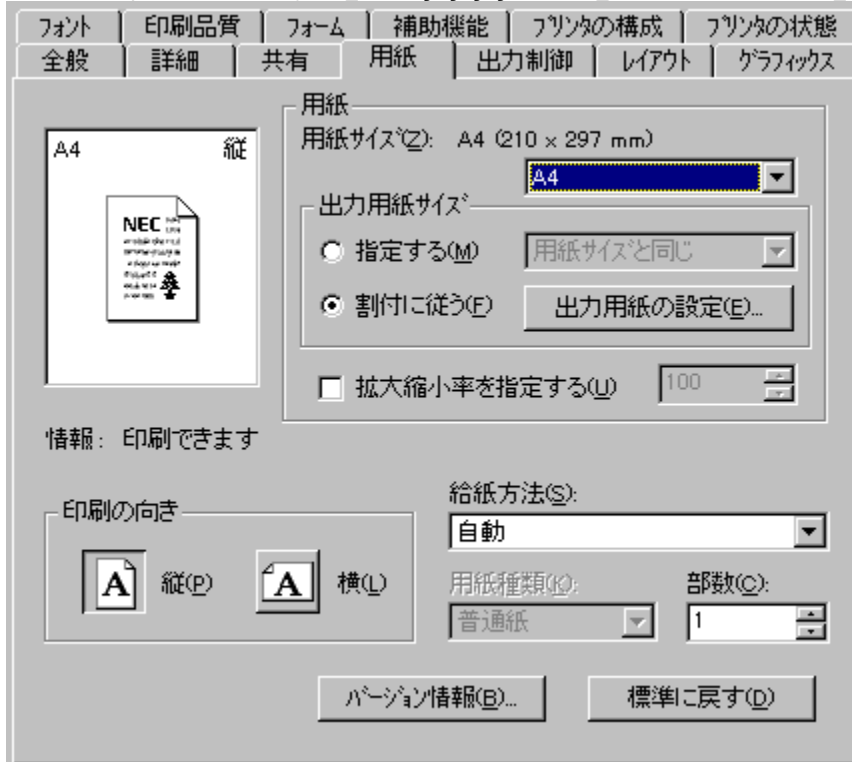 フォント 印刷品質 フォーム 補助機能 プリンタの構成 プリンタの状態
全般 詳細 共有 用紙 出力制御 レイアウト グラフィックス
用紙
A4 縦
用紙サイズ(Z): A4 (210 × 297 mm)
A4
NEC
出力用紙サイズ
指定する(M) 用紙サイズと同じ
割付に従う(F) 出力用紙の設定(E)...
拡大縮小率を指定する(U) 100
情報: 印刷できます
印刷の向き
縦(P) 横(L)
給紙方法(S):
自動
用紙種類(K): 部数(C):
普通紙 1
バージョン情報(B)... 標準に戻す(D)